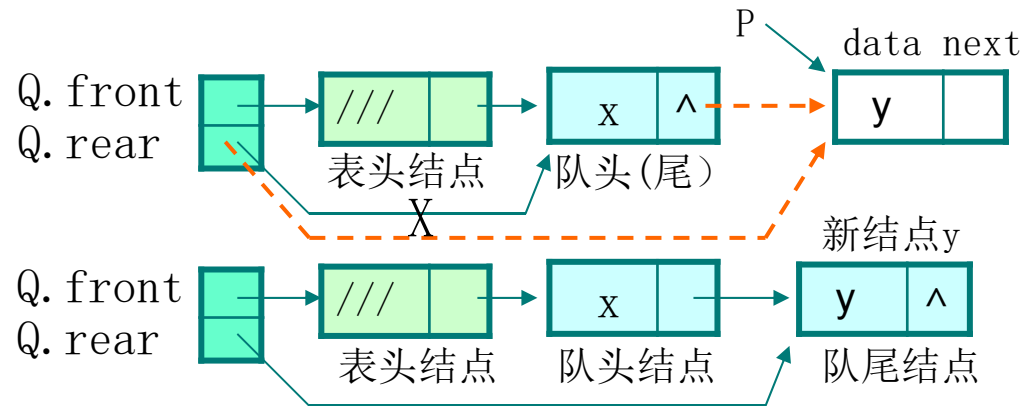 P
data next
Q. front
Q. rear
/// x ^ y
表头结点 队头(尾）
X
新结点y
Q. front
Q. rear
/// x y ^
表头结点 队头结点 队尾结点